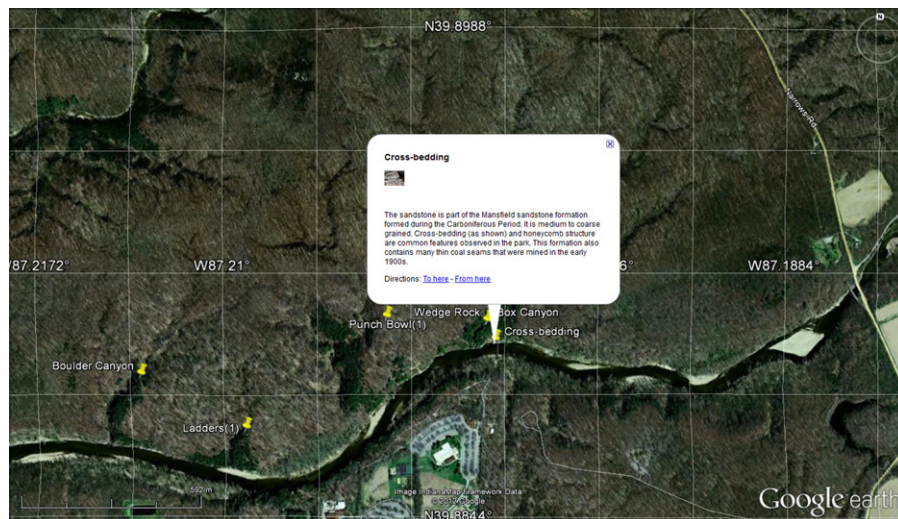 N39.8988°
Narrows-Rd
Cross-bedding
The sandstone is part of the Mansfield sandstone formation
formed during the Carboniferous Period. It is medium to coarse
grained. Cross-bedding (as shown) and honeycomb structure
are common features observed in the park. This formation also
contains many thin coal seams that were mined in the early
1900s.
Directions: To here - From here
W87.2172° W87.21° 6° W87.1884°
Wedge Rock Box Canyon
Punch Bowl(1)
Cross-bedding
Boulder Canyon
Ladders(1)
592 m
Image IndianaMap Framework Data
Google
Google earth
N39.8844°
N